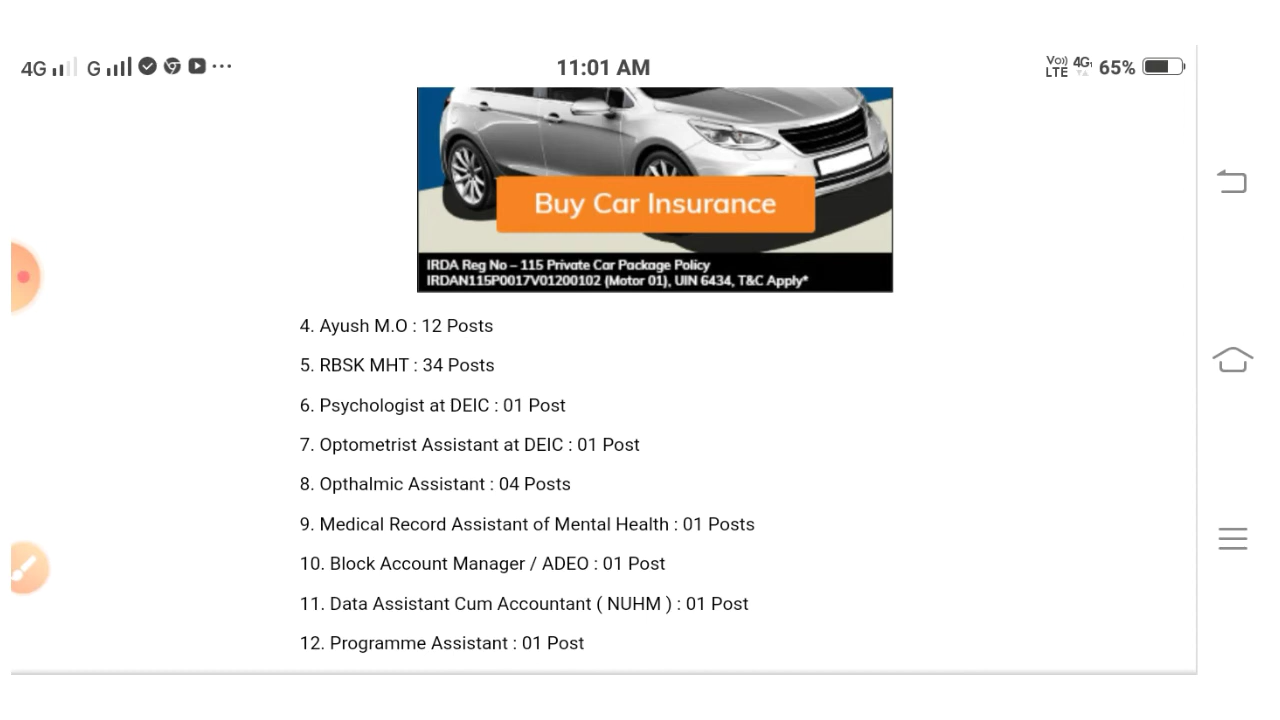 4G G ... 11:01 AM Vo)) LTE 4G 65%
Buy Car Insurance
IRDA Reg No – 115 Private Car Package Policy
IRDAN115P0017V01200102 (Motor 01), UIN 6434, T&C Apply*
4. Ayush M.O : 12 Posts
5. RBSK MHT : 34 Posts
6. Psychologist at DEIC : 01 Post
7. Optometrist Assistant at DEIC : 01 Post
8. Opthalmic Assistant : 04 Posts
9. Medical Record Assistant of Mental Health : 01 Posts
10. Block Account Manager / ADEO : 01 Post
11. Data Assistant Cum Accountant ( NUHM ) : 01 Post
12. Programme Assistant : 01 Post